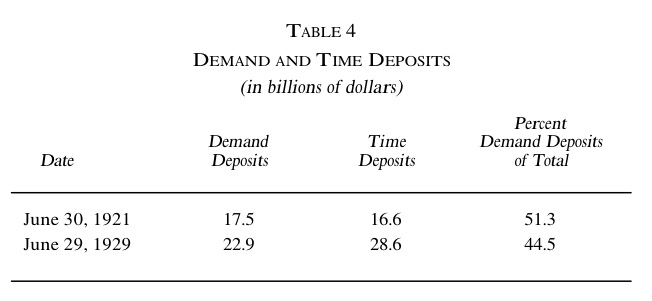 TABLE 4
DEMAND AND TIME DEPOSITS
(in billions of dollars)
Percent
Demand Time Demand Deposits
Date Deposits Deposits of Total
June 30, 1921 17.5 16.6 51.3
June 29, 1929 22.9 28.6 44.5